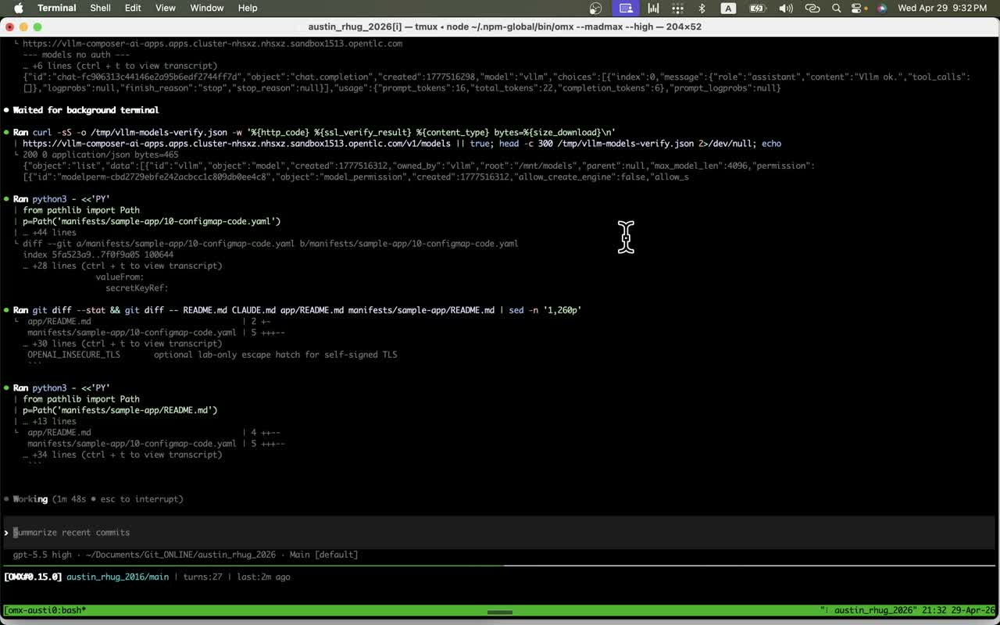 Terminal Shell Edit View Window Help A Wed Apr 29 9:32 PM
austin_rhug_2026[i] — tmux ◂ node ~/.npm-global/bin/omx --madmax --high — 204×52
└ https://vllm-composer-ai-apps.apps.cluster-nhsxz.nhsxz.sandbox1513.opentlc.com
--- models no auth ---
… +6 lines (ctrl + t to view transcript)
{"id":"chat-fc906313c44146e2a95b6edf2744ff7d","object":"chat.completion","created":1777516298,"model":"vllm","choices":[{"index":0,"message":{"role":"assistant","content":"Vllm ok.","tool_calls":
[]},"logprobs":null,"finish_reason":"stop","stop_reason":null}],"usage":{"prompt_tokens":16,"total_tokens":22,"completion_tokens":6},"prompt_logprobs":null}
• Waited for background terminal
• Ran curl -sS -o /tmp/vllm-models-verify.json -w '%{http_code} %{ssl_verify_result} %{content_type} bytes=%{size_download}\n'
| https://vllm-composer-ai-apps.apps.cluster-nhsxz.nhsxz.sandbox1513.opentlc.com/v1/models || true; head -c 300 /tmp/vllm-models-verify.json 2>/dev/null; echo
└ 200 0 application/json bytes=465
{"object":"list","data":[{"id":"vllm","object":"model","created":1777516312,"owned_by":"vllm","root":"/mnt/models","parent":null,"max_model_len":4096,"permission":
[{"id":"modelperm-cbd2729ebfe242acbcc1c809db0ee4c8","object":"model_permission","created":1777516312,"allow_create_engine":false,"allow_s
• Ran python3 - <<'PY'
| from pathlib import Path
| p=Path('manifests/sample-app/10-configmap-code.yaml')
| … +44 lines
└ diff --git a/manifests/sample-app/10-configmap-code.yaml b/manifests/sample-app/10-configmap-code.yaml
index 5fa523a9..7f0f9a05 100644
… +28 lines (ctrl + t to view transcript)
valueFrom:
secretKeyRef:
• Ran git diff --stat && git diff -- README.md CLAUDE.md app/README.md manifests/sample-app/README.md | sed -n '1,260p'
└ app/README.md | 2 +-
manifests/sample-app/10-configmap-code.yaml | 5 +++--
… +30 lines (ctrl + t to view transcript)
OPENAI_INSECURE_TLS optional lab-only escape hatch for self-signed TLS
```
• Ran python3 - <<'PY'
| from pathlib import Path
| p=Path('manifests/sample-app/README.md')
| … +13 lines
└ app/README.md | 4 ++--
manifests/sample-app/10-configmap-code.yaml | 5 +++--
… +34 lines (ctrl + t to view transcript)
```
• Working (1m 48s • esc to interrupt)
› Summarize recent commits
gpt-5.5 high · ~/Documents/Git_ONLINE/austin_rhug_2026 · Main [default]
[OMX#0.15.0] austin_rhug_2016/main | turns:27 | last:2m ago
[omx-austi0:bash* "⠇ austin_rhug_2026" 21:32 29-Apr-26